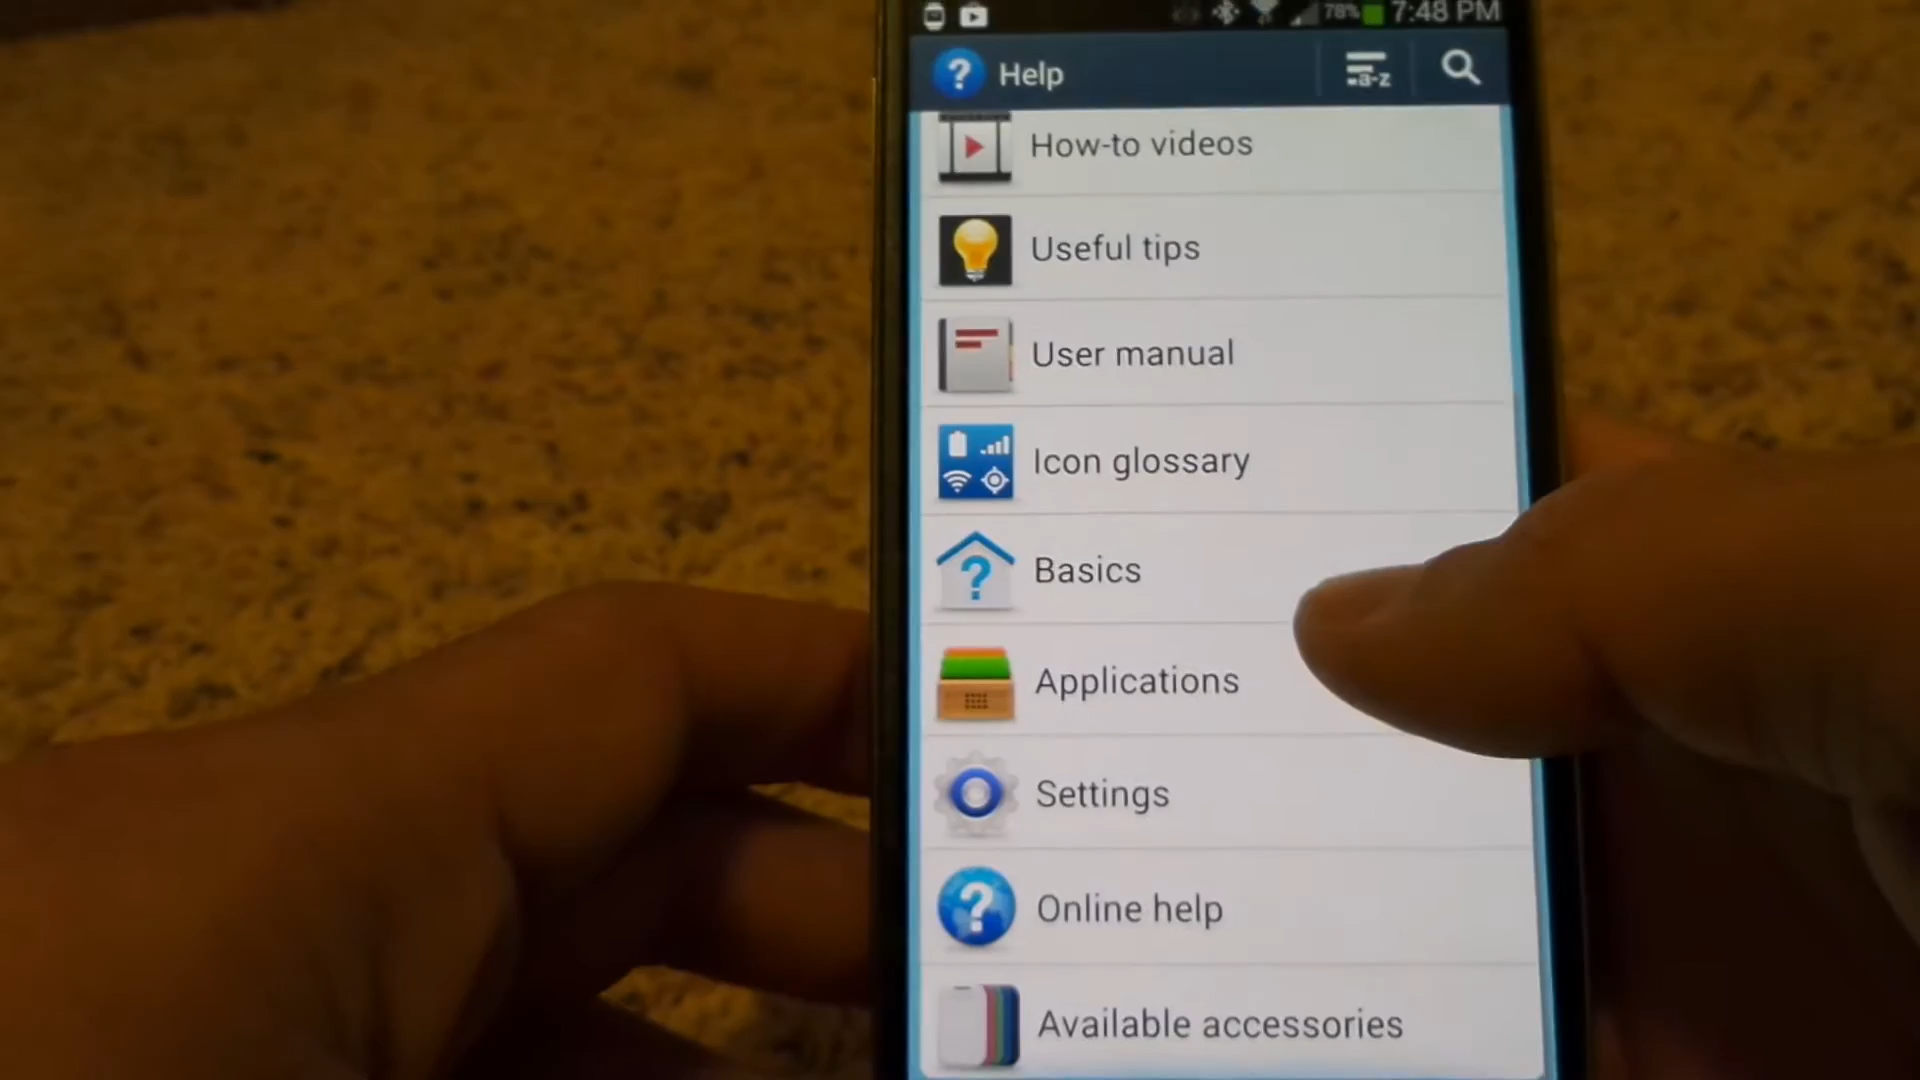 78% 7:48 PM
? Help a-z
How-to videos
Useful tips
User manual
Icon glossary
? Basics
Applications
Settings
? Online help
Available accessories